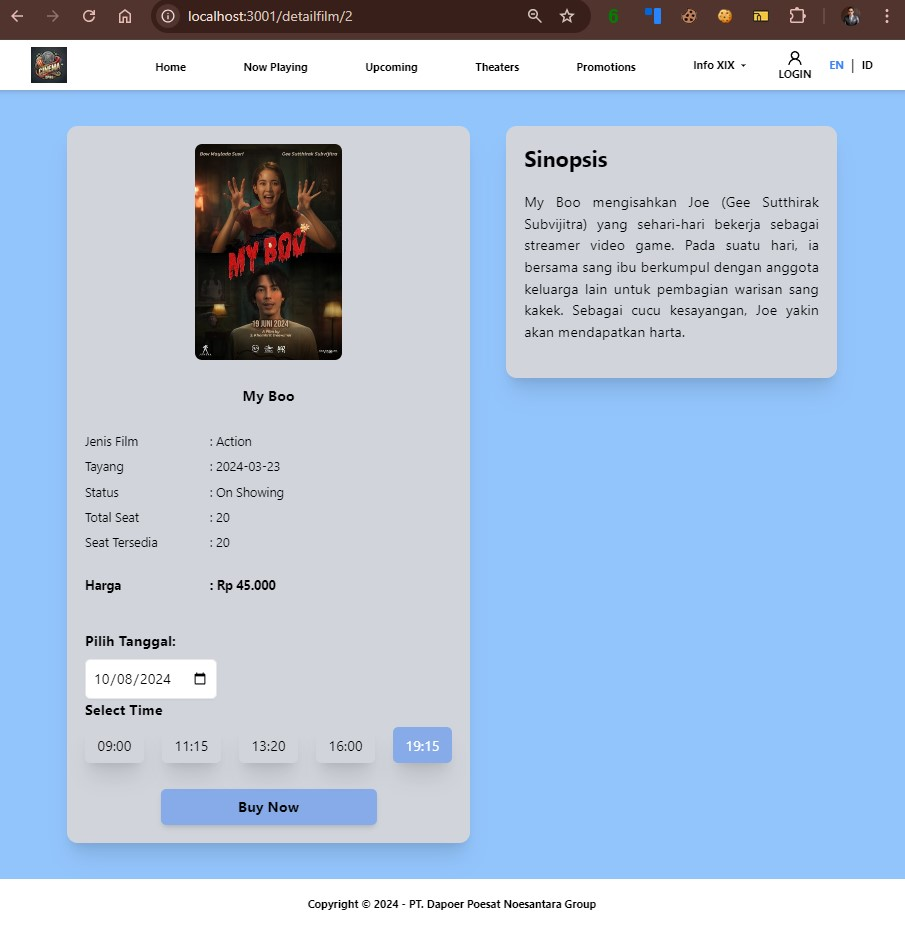 localhost:3001/detailfilm/2
CINEMA
Home
Now Playing
Upcoming
Theaters
Promotions
Info XIX
LOGIN
EN | ID
Gee Sutthirak Subvijitra
MY BOO
19 JUNI 2024
My Boo
Jenis Film : Action
Tayang : 2024-03-23
Status : On Showing
Total Seat : 20
Seat Tersedia : 20
Harga : Rp 45.000
Pilih Tanggal:
10/08/2024
Select Time
09:00 11:15 13:20 16:00 19:15
Buy Now
Sinopsis
My Boo mengisahkan Joe (Gee Sutthirak
Subvijitra) yang sehari-hari bekerja sebagai
streamer video game. Pada suatu hari, ia
bersama sang ibu berkumpul dengan anggota
keluarga lain untuk pembagian warisan sang
kakek. Sebagai cucu kesayangan, Joe yakin
akan mendapatkan harta.
Copyright © 2024 - PT. Dapoer Poesat Noesantara Group